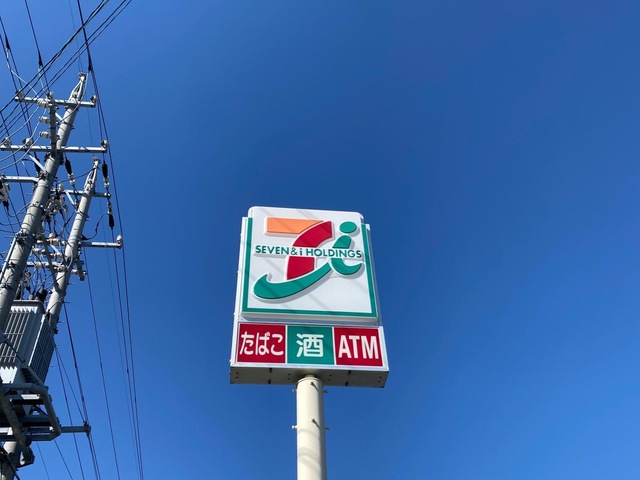 SEVEN & i HOLDINGS
たばこ 酒 ATM